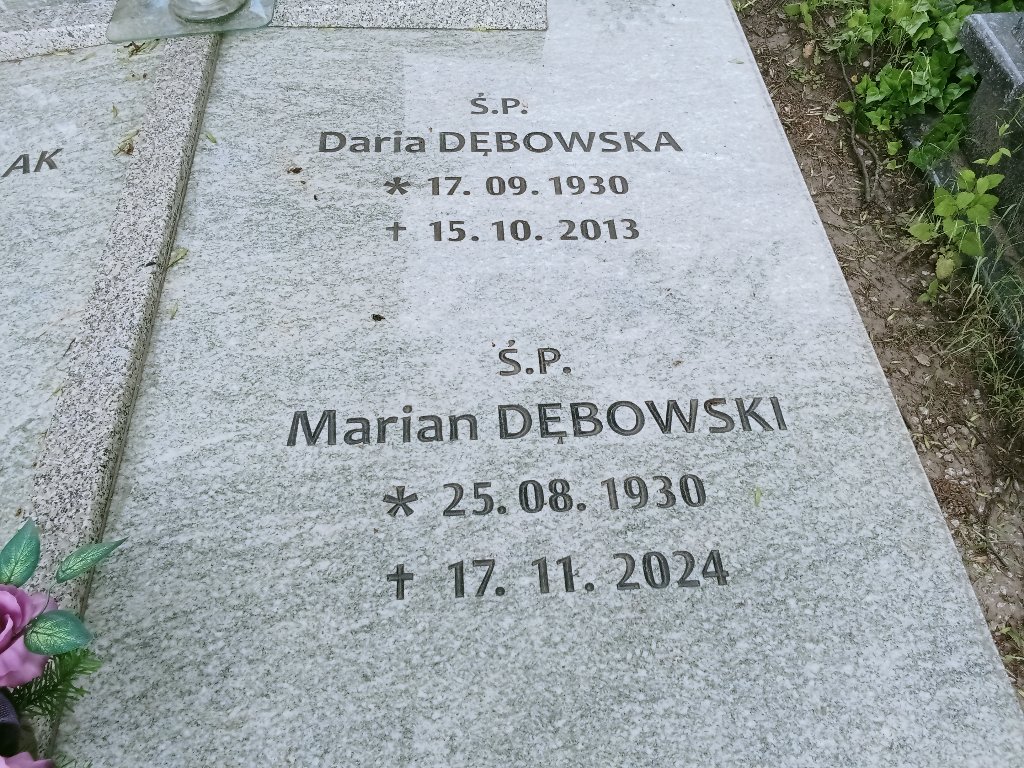 Ś.P.
Daria DĘBOWSKA
* 17. 09. 1930
✝ 15. 10. 2013
Ś.P.
Marian DĘBOWSKI
* 25. 08. 1930
✝ 17. 11. 2024
AK